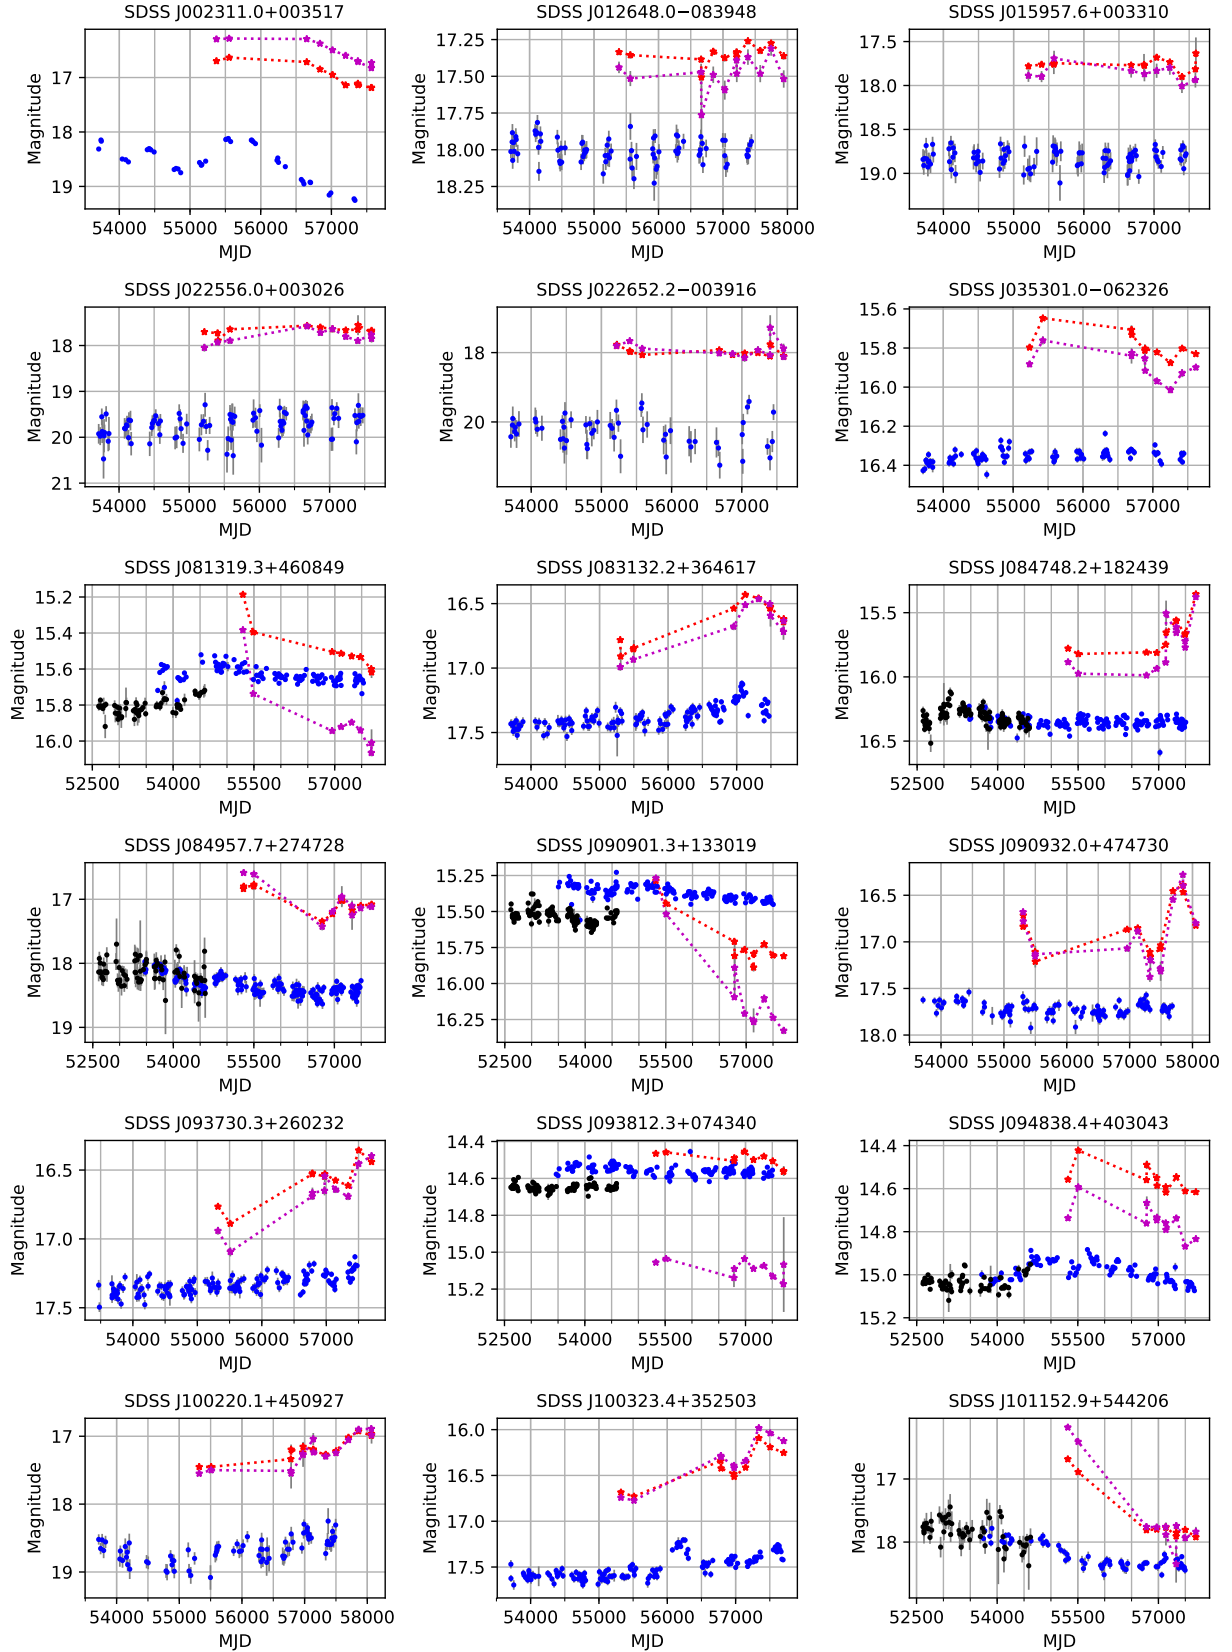 SDSS J002311.0+003517
SDSS J012648.0−083948
SDSS J015957.6+003310
Magnitude
17
18
19
54000 55000 56000 57000
MJD
Magnitude
17.25
17.50
17.75
18.00
18.25
54000 55000 56000 57000 58000
MJD
Magnitude
17.5
18.0
18.5
19.0
54000 55000 56000 57000
MJD
SDSS J022556.0+003026
SDSS J022652.2−003916
SDSS J035301.0−062326
Magnitude
18
19
20
21
54000 55000 56000 57000
MJD
Magnitude
18
20
54000 55000 56000 57000
MJD
Magnitude
15.6
15.8
16.0
16.2
16.4
54000 55000 56000 57000
MJD
SDSS J081319.3+460849
SDSS J083132.2+364617
SDSS J084748.2+182439
Magnitude
15.2
15.4
15.6
15.8
16.0
52500 54000 55500 57000
MJD
Magnitude
16.5
17.0
17.5
54000 55000 56000 57000
MJD
Magnitude
15.5
16.0
16.5
52500 54000 55500 57000
MJD
SDSS J084957.7+274728
SDSS J090901.3+133019
SDSS J090932.0+474730
Magnitude
17
18
19
52500 54000 55500 57000
MJD
Magnitude
15.25
15.50
15.75
16.00
16.25
52500 54000 55500 57000
MJD
Magnitude
16.5
17.0
17.5
18.0
54000 55000 56000 57000 58000
MJD
SDSS J093730.3+260232
SDSS J093812.3+074340
SDSS J094838.4+403043
Magnitude
16.5
17.0
17.5
54000 55000 56000 57000
MJD
Magnitude
14.4
14.6
14.8
15.0
15.2
52500 54000 55500 57000
MJD
Magnitude
14.4
14.6
14.8
15.0
15.2
52500 54000 55500 57000
MJD
SDSS J100220.1+450927
SDSS J100323.4+352503
SDSS J101152.9+544206
Magnitude
17
18
19
54000 55000 56000 57000 58000
MJD
Magnitude
16.0
16.5
17.0
17.5
54000 55000 56000 57000
MJD
Magnitude
17
18
52500 54000 55500 57000
MJD